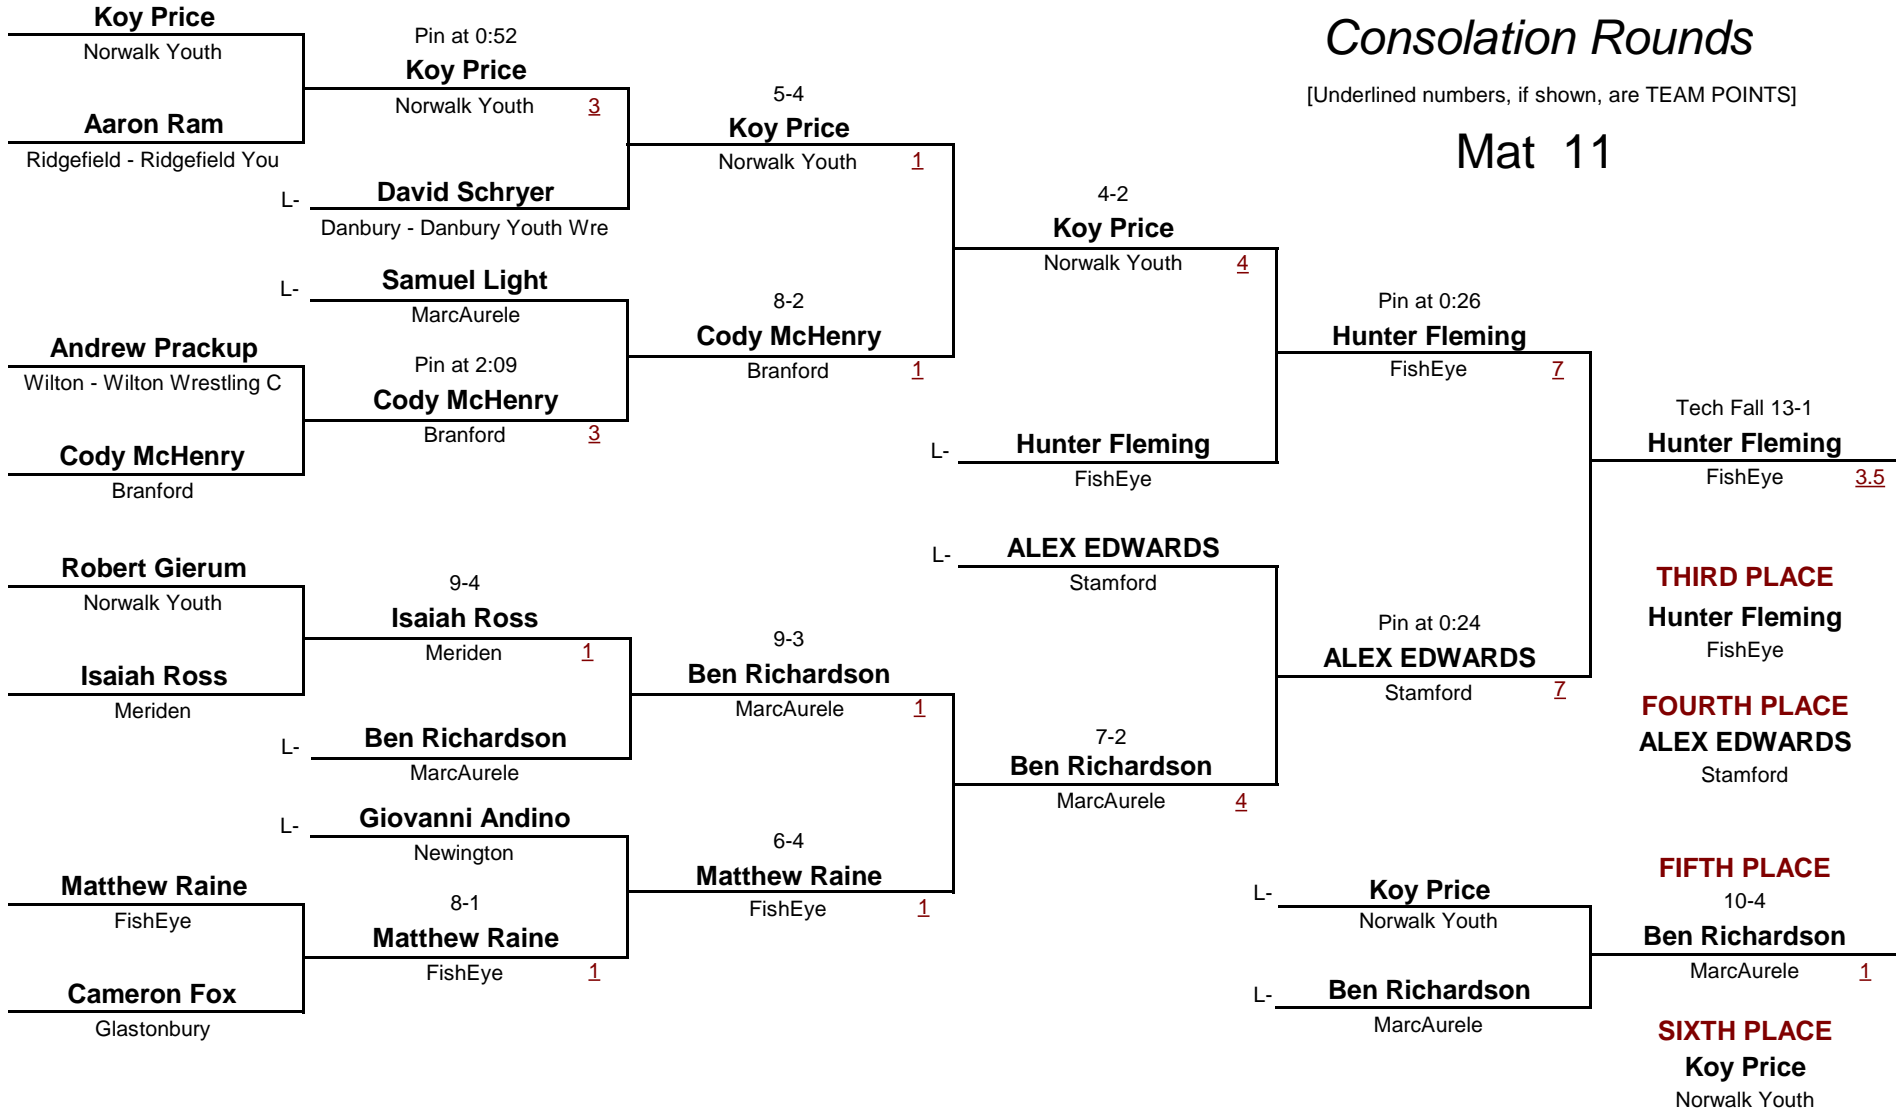 Consolation Rounds
[Underlined numbers, if shown, are TEAM POINTS]
Mat 11
Koy Price
Norwalk Youth
Aaron Ram
Ridgefield - Ridgefield You
Andrew Prackup
Wilton - Wilton Wrestling C
Cody McHenry
Branford
Robert Gierum
Norwalk Youth
Isaiah Ross
Meriden
Matthew Raine
FishEye
Cameron Fox
Glastonbury
Pin at 0:52
Koy Price
Norwalk Youth 3
L- David Schryer
Danbury - Danbury Youth Wre
L- Samuel Light
MarcAurele
Pin at 2:09
Cody McHenry
Branford 3
9-4
Isaiah Ross
Meriden 1
L- Ben Richardson
MarcAurele
L- Giovanni Andino
Newington
8-1
Matthew Raine
FishEye 1
5-4
Koy Price
Norwalk Youth 1
8-2
Cody McHenry
Branford 1
9-3
Ben Richardson
MarcAurele 1
6-4
Matthew Raine
FishEye 1
4-2
Koy Price
Norwalk Youth 4
L- Hunter Fleming
FishEye
L- ALEX EDWARDS
Stamford
7-2
Ben Richardson
MarcAurele 4
Pin at 0:26
Hunter Fleming
FishEye 7
Pin at 0:24
ALEX EDWARDS
Stamford 7
L- Koy Price
Norwalk Youth
L- Ben Richardson
MarcAurele
Tech Fall 13-1
Hunter Fleming
FishEye 3.5
THIRD PLACE
Hunter Fleming
FishEye
FOURTH PLACE
ALEX EDWARDS
Stamford
FIFTH PLACE
10-4
Ben Richardson
MarcAurele 1
SIXTH PLACE
Koy Price
Norwalk Youth